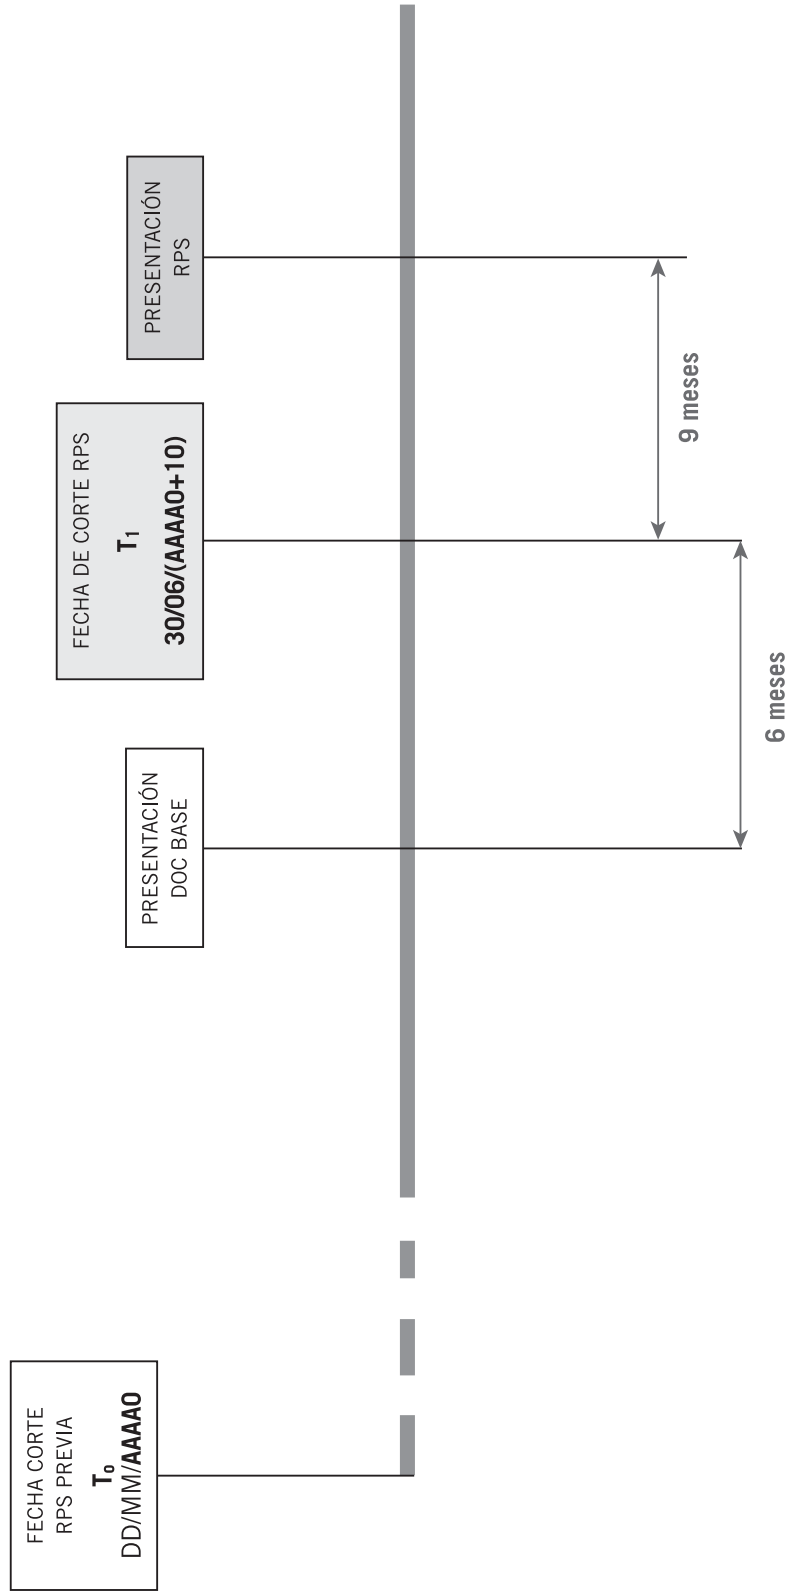 FECHA CORTE
RPS PREVIA
T0
DD/MM/AAAA0
PRESENTACIÓN
DOC BASE
FECHA DE CORTE RPS
T1
30/06/(AAAA0+10)
PRESENTACIÓN
RPS
6 meses
9 meses